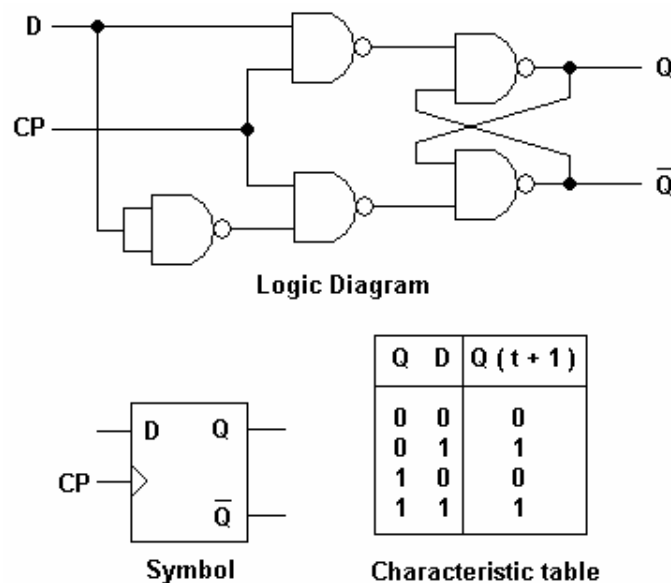 D
Q
CP
Q̅
Logic Diagram
Q D Q ( t + 1 )
0 0 0
0 1 1
1 0 0
1 1 1
D Q
CP
Q̅
Symbol
Characteristic table